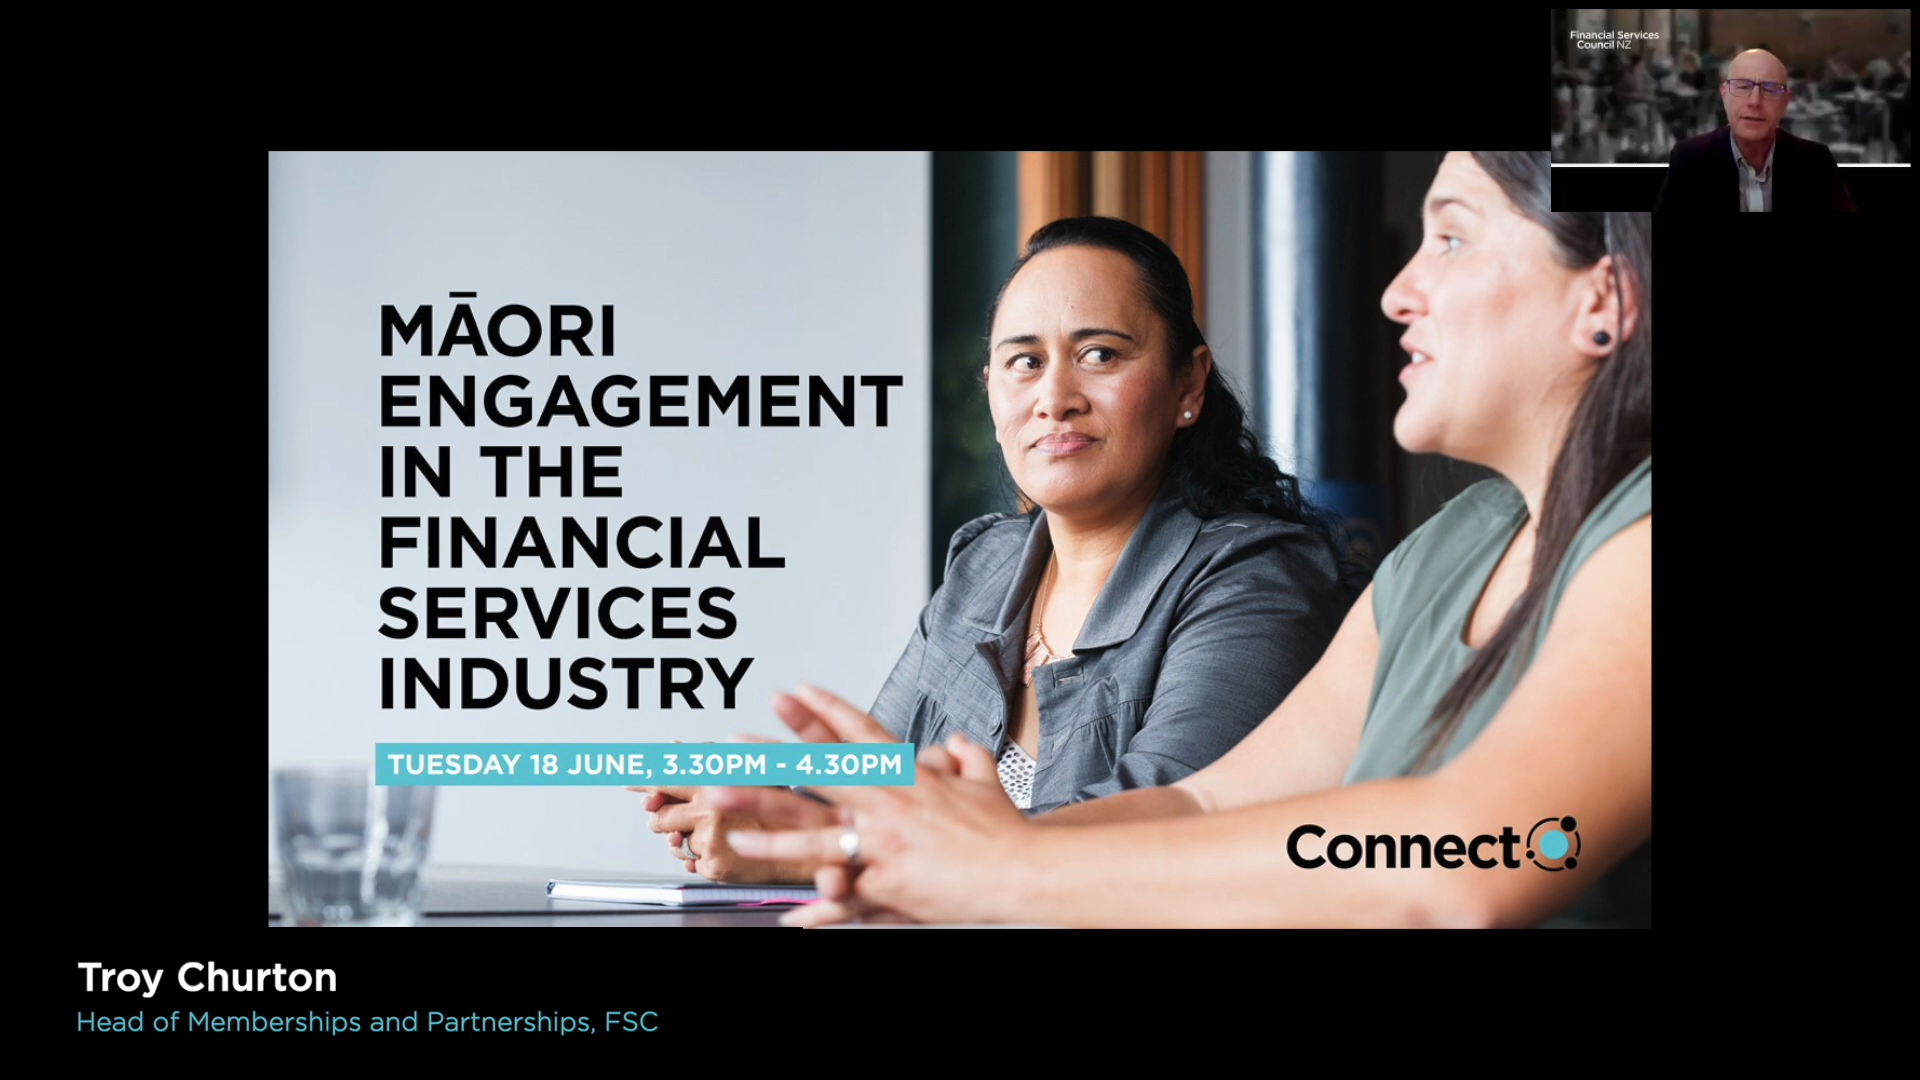 Financial Services
Council NZ
MĀORI
ENGAGEMENT
IN THE
FINANCIAL
SERVICES
INDUSTRY
TUESDAY 18 JUNE, 3.30PM - 4.30PM
Connect
Troy Churton
Head of Memberships and Partnerships, FSC